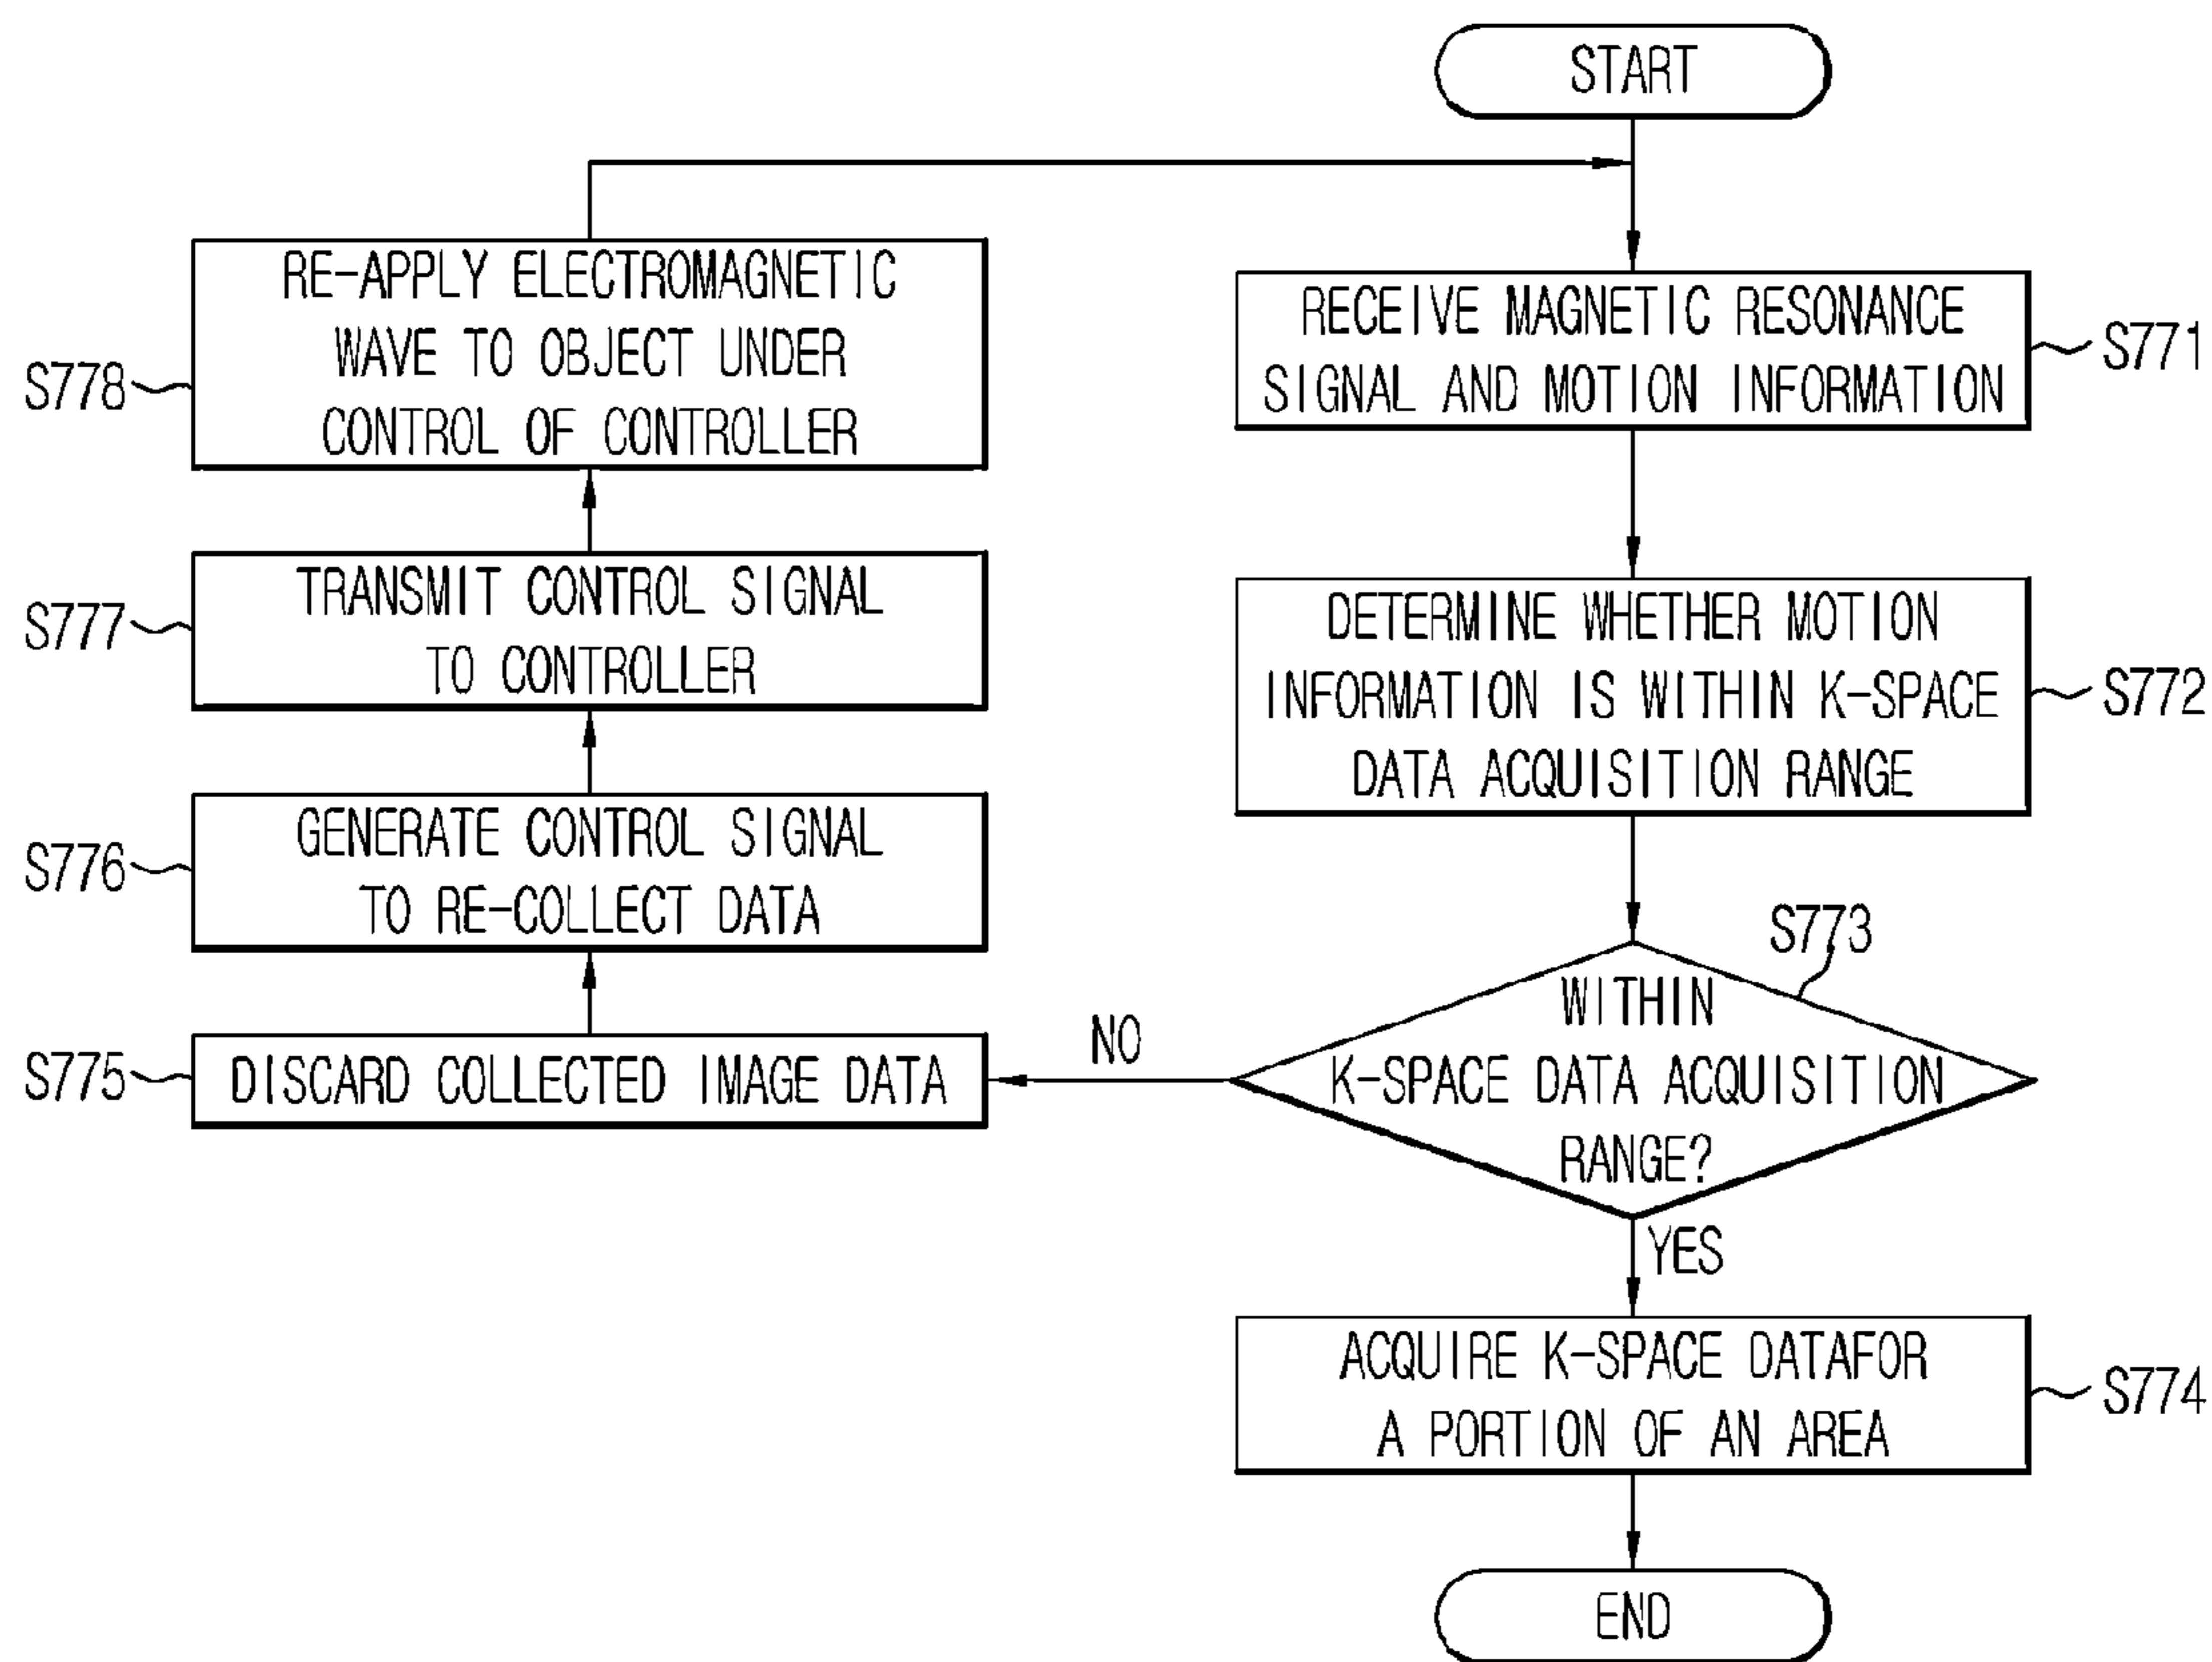 START
RECEIVE MAGNETIC RESONANCE
SIGNAL AND MOTION INFORMATION
S771
DETERMINE WHETHER MOTION
INFORMATION IS WITHIN K-SPACE
DATA ACQUISITION RANGE
S772
S773
WITHIN
K-SPACE DATA ACQUISITION
RANGE?
YES
NO
ACQUIRE K-SPACE DATAFOR
A PORTION OF AN AREA
S774
END
S775
DISCARD COLLECTED IMAGE DATA
S776
GENERATE CONTROL SIGNAL
TO RE-COLLECT DATA
S777
TRANSMIT CONTROL SIGNAL
TO CONTROLLER
S778
RE-APPLY ELECTROMAGNETIC
WAVE TO OBJECT UNDER
CONTROL OF CONTROLLER